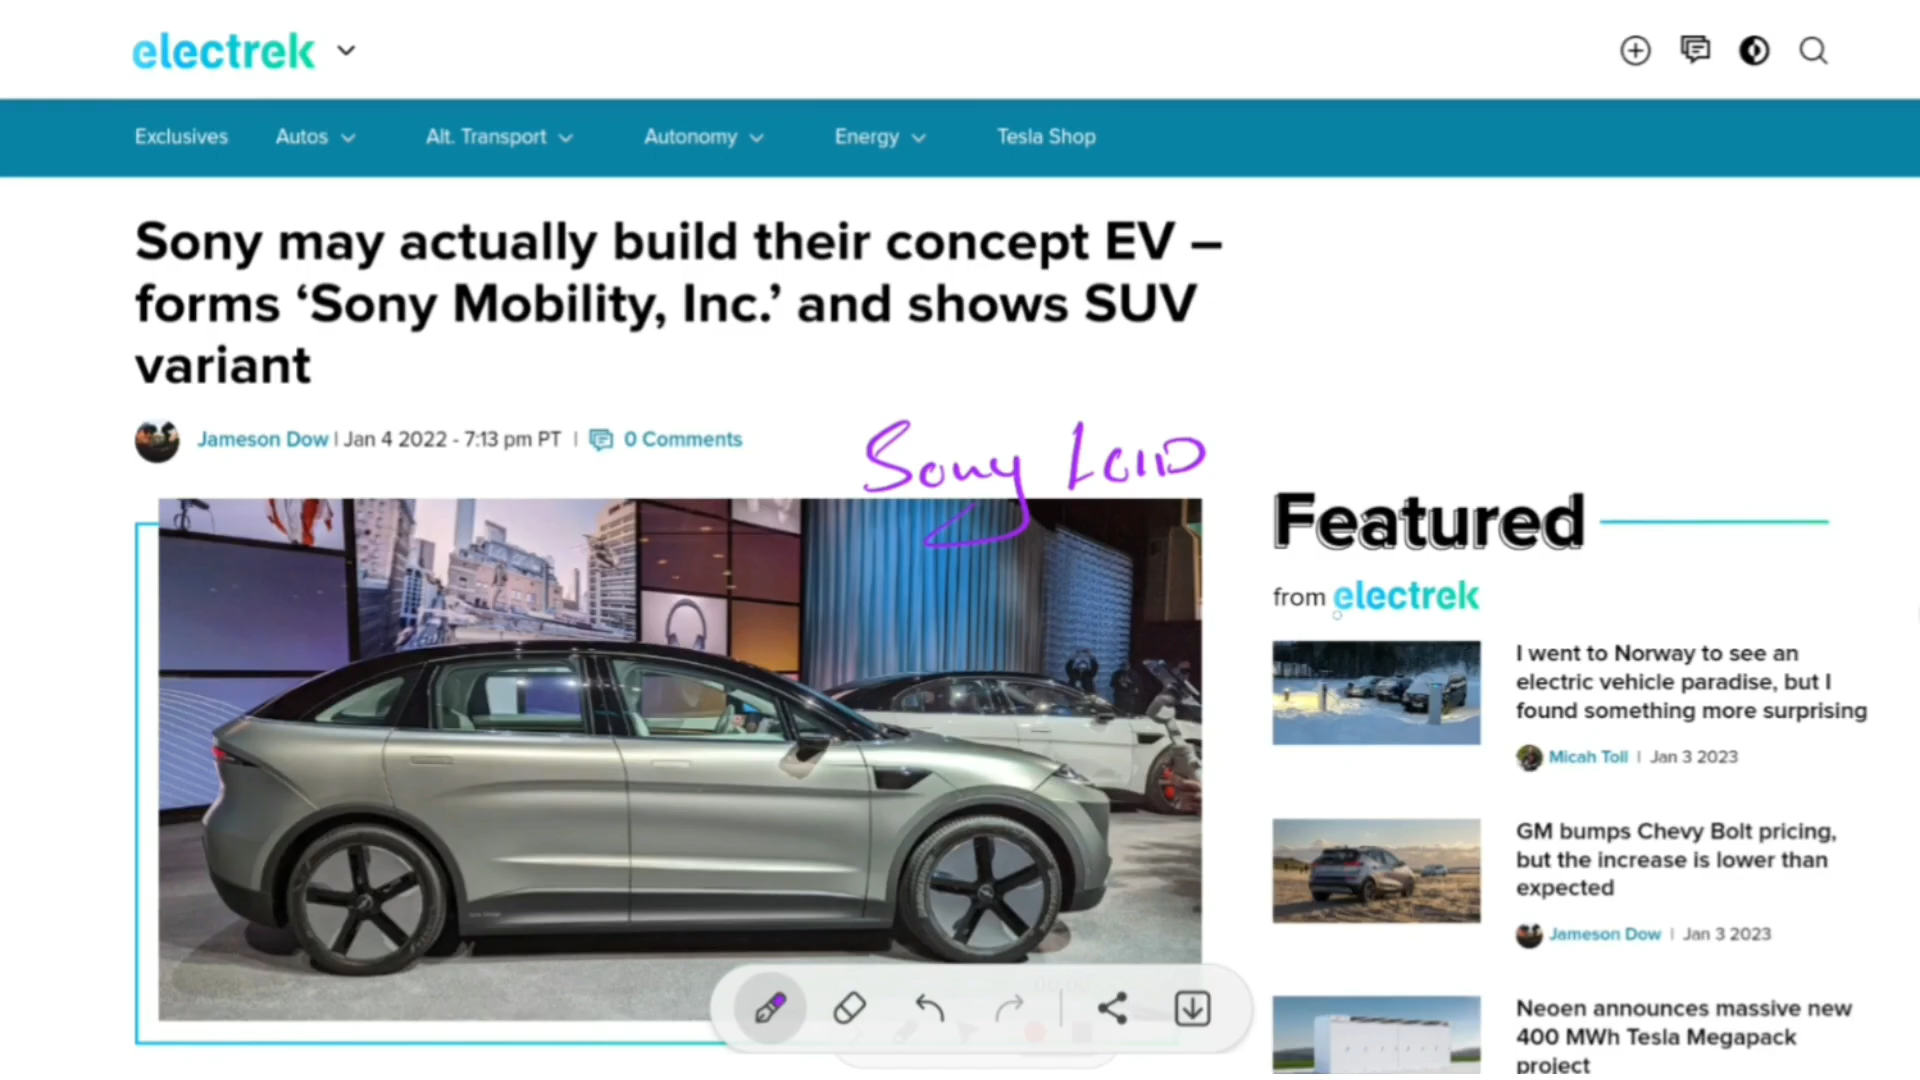 electrek
Exclusives Autos Alt. Transport Autonomy Energy Tesla Shop
Sony may actually build their concept EV –
forms ‘Sony Mobility, Inc.’ and shows SUV
variant
Jameson Dow | Jan 4 2022 - 7:13 pm PT | 0 Comments
Sony
Featured
from electrek
I went to Norway to see an
electric vehicle paradise, but I
found something more surprising
Micah Toll | Jan 3 2023
GM bumps Chevy Bolt pricing,
but the increase is lower than
expected
Jameson Dow | Jan 3 2023
Neoen announces massive new
400 MWh Tesla Megapack
project